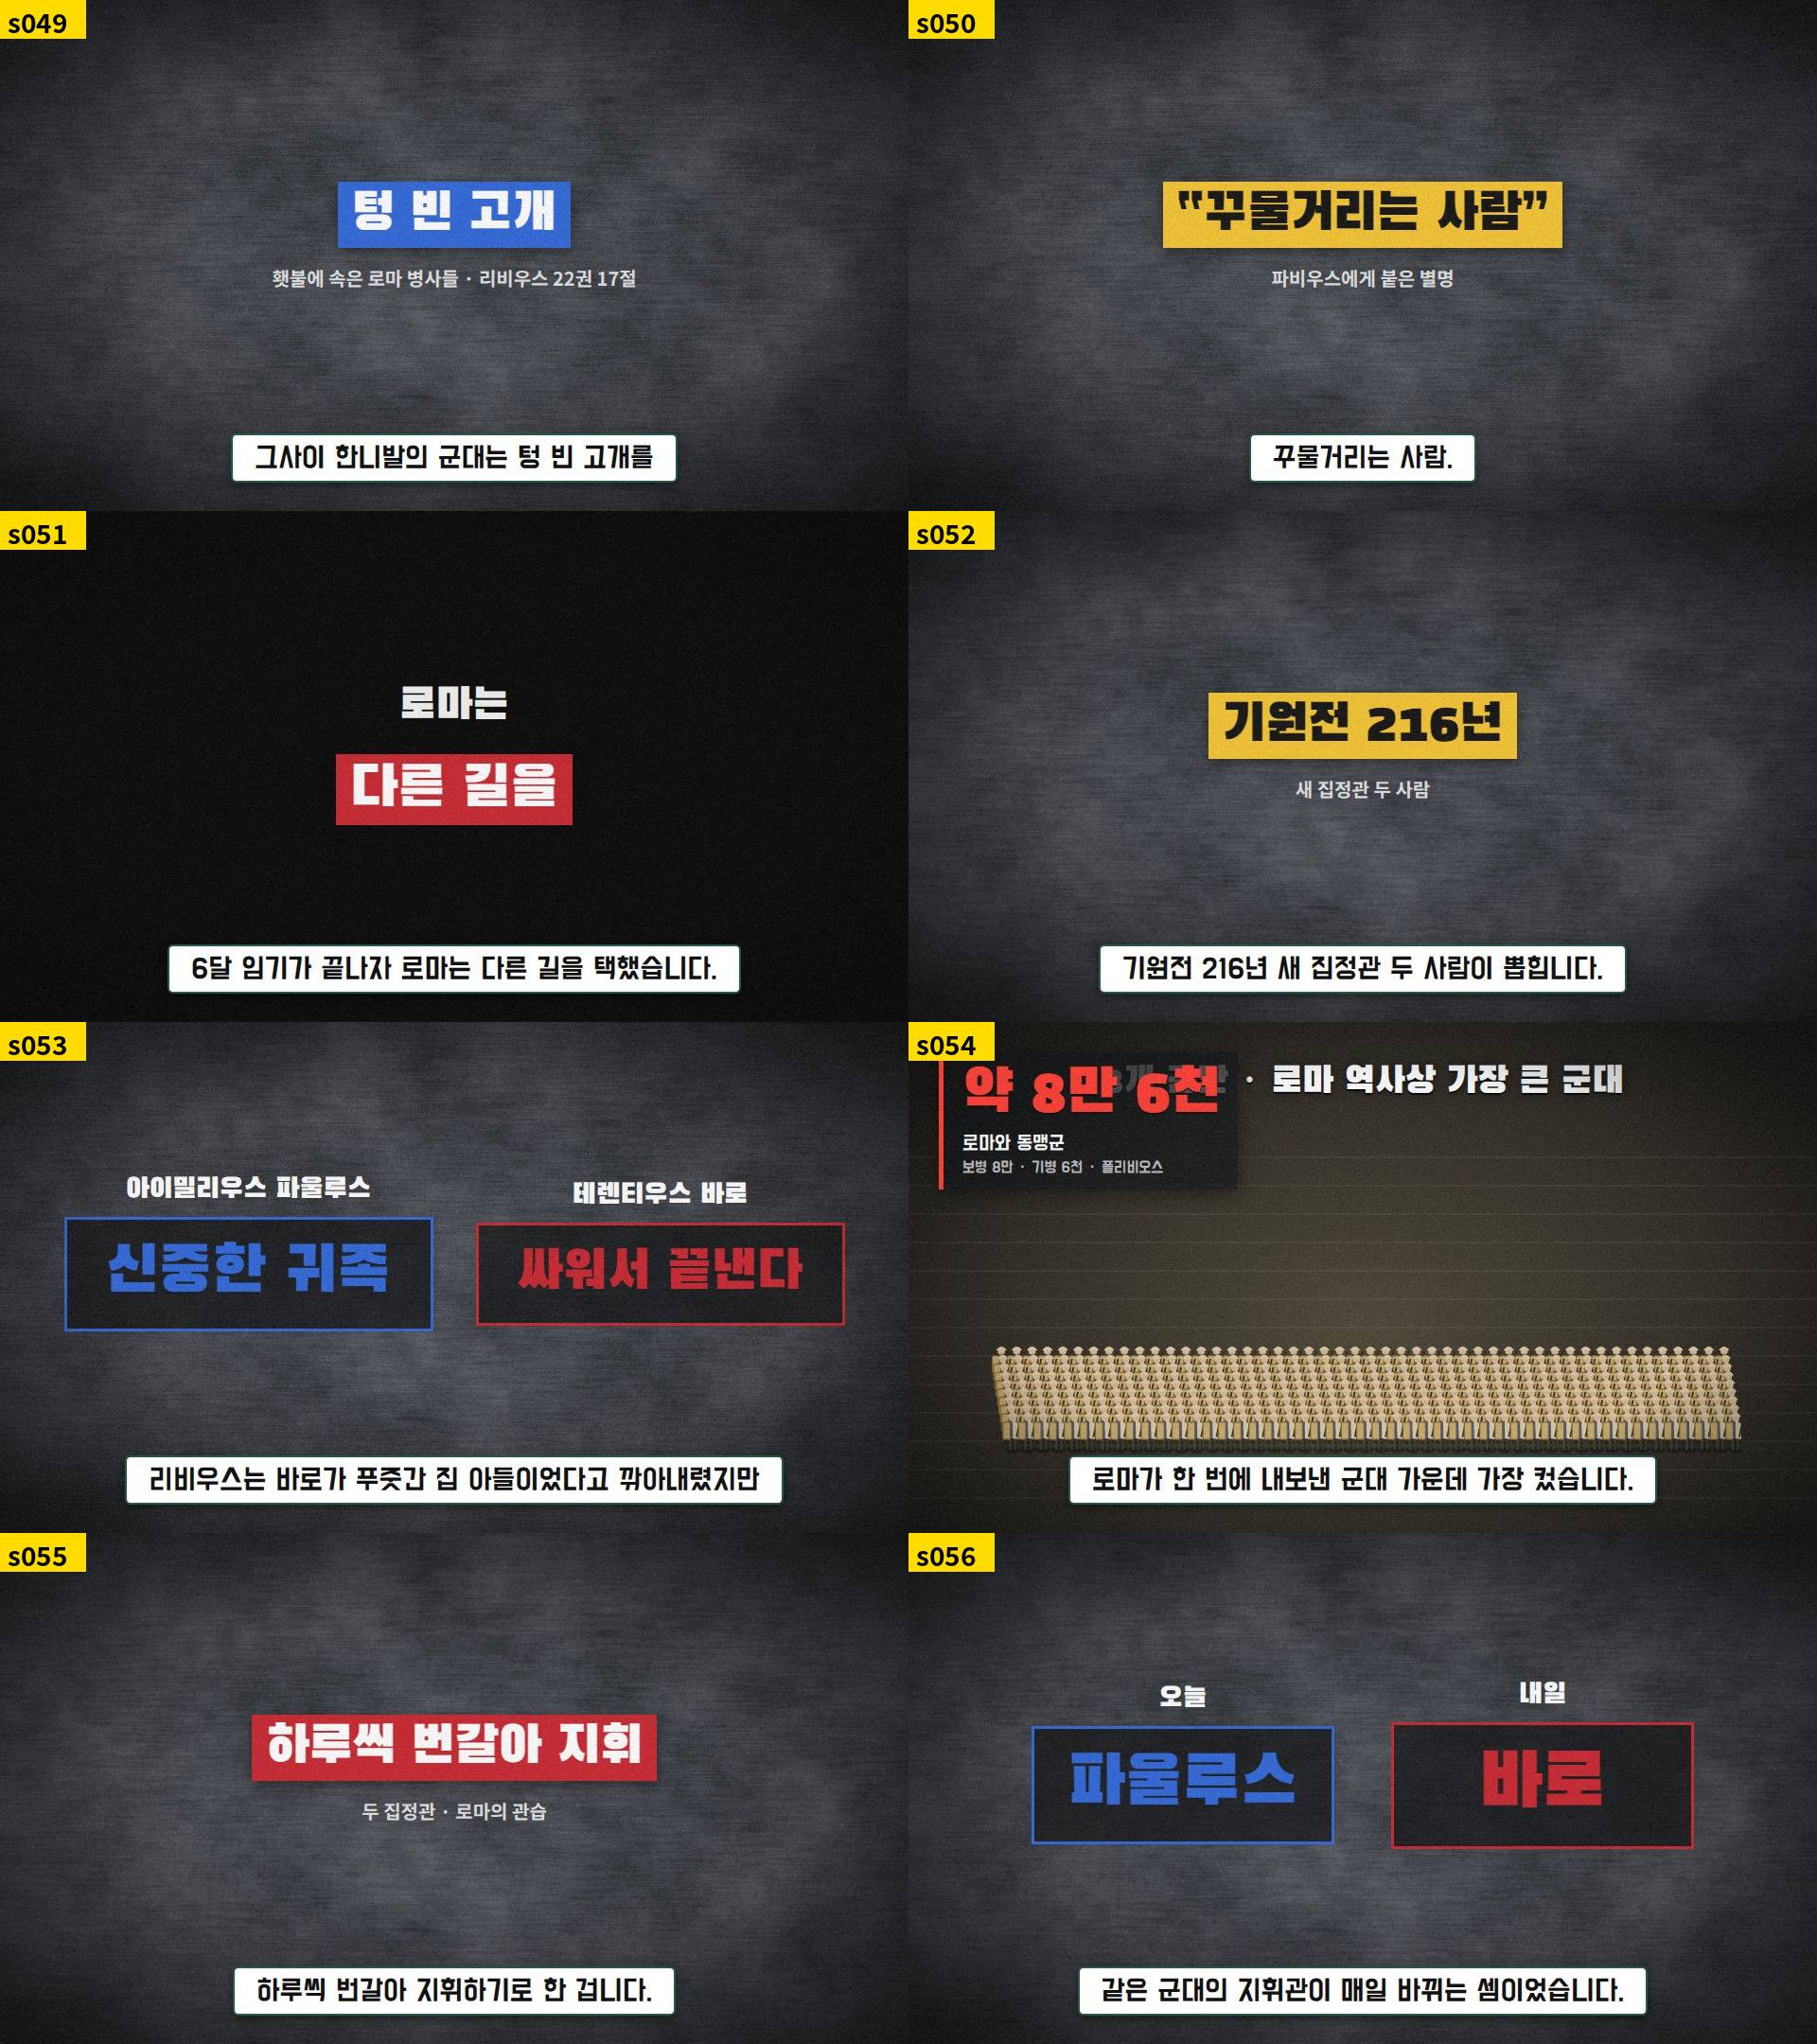 s049
텅 빈 고개
횃불에 속은 로마 병사들 · 리비우스 22권 17절
그사이 한니발의 군대는 텅 빈 고개를
s050
“꾸물거리는 사람”
파비우스에게 붙은 별명
꾸물거리는 사람.
s051
로마는
다른 길을
6달 임기가 끝나자 로마는 다른 길을 택했습니다.
s052
기원전 216년
새 집정관 두 사람
기원전 216년 새 집정관 두 사람이 뽑힙니다.
s053
아이밀리우스 파울루스
신중한 귀족
테렌티우스 바로
싸워서 끝낸다
리비우스는 바로가 푸줏간 집 아들이었다고 깎아내렸지만
s054
약 8만 6천
· 로마 역사상 가장 큰 군대
로마와 동맹군
보병 8만 · 기병 6천 · 폴리비오스
로마가 한 번에 내보낸 군대 가운데 가장 컸습니다.
s055
하루씩 번갈아 지휘
두 집정관 · 로마의 관습
하루씩 번갈아 지휘하기로 한 겁니다.
s056
오늘
파울루스
내일
바로
같은 군대의 지휘관이 매일 바뀌는 셈이었습니다.